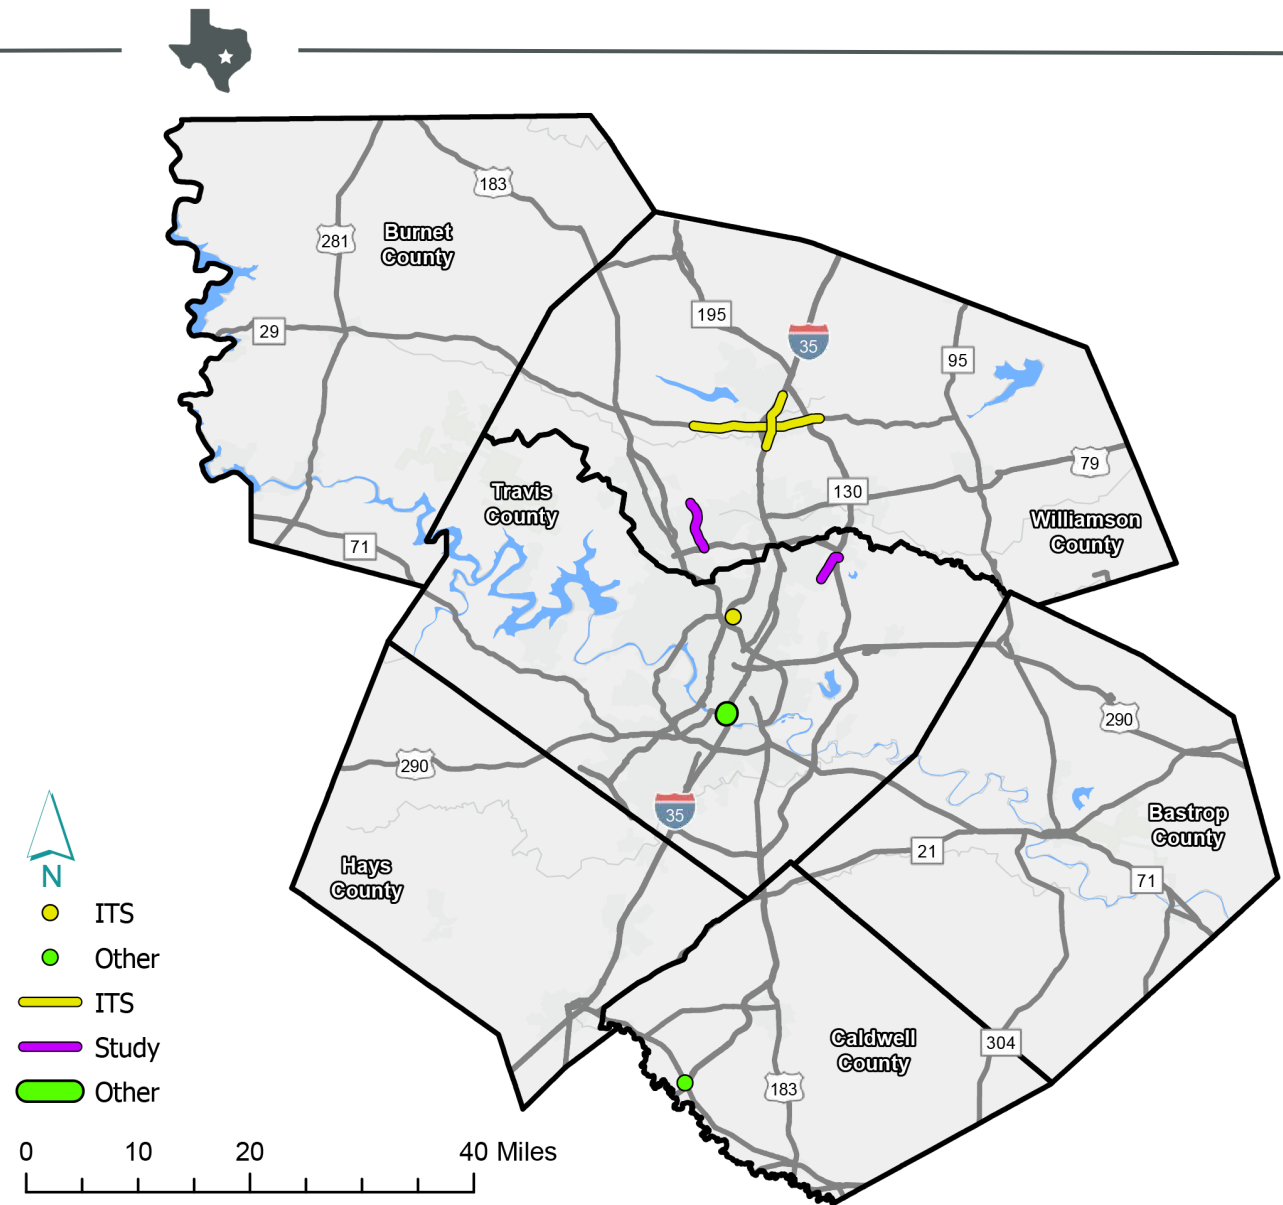 183
281
Burnet
County
195
35
29
95
79
130
Travis
County
Williamson
County
71
290
290
35
Bastrop
County
21
Hays
County
71
N
ITS
Other
ITS
Study
Other
Caldwell
County
304
183
0 10 20 40 Miles